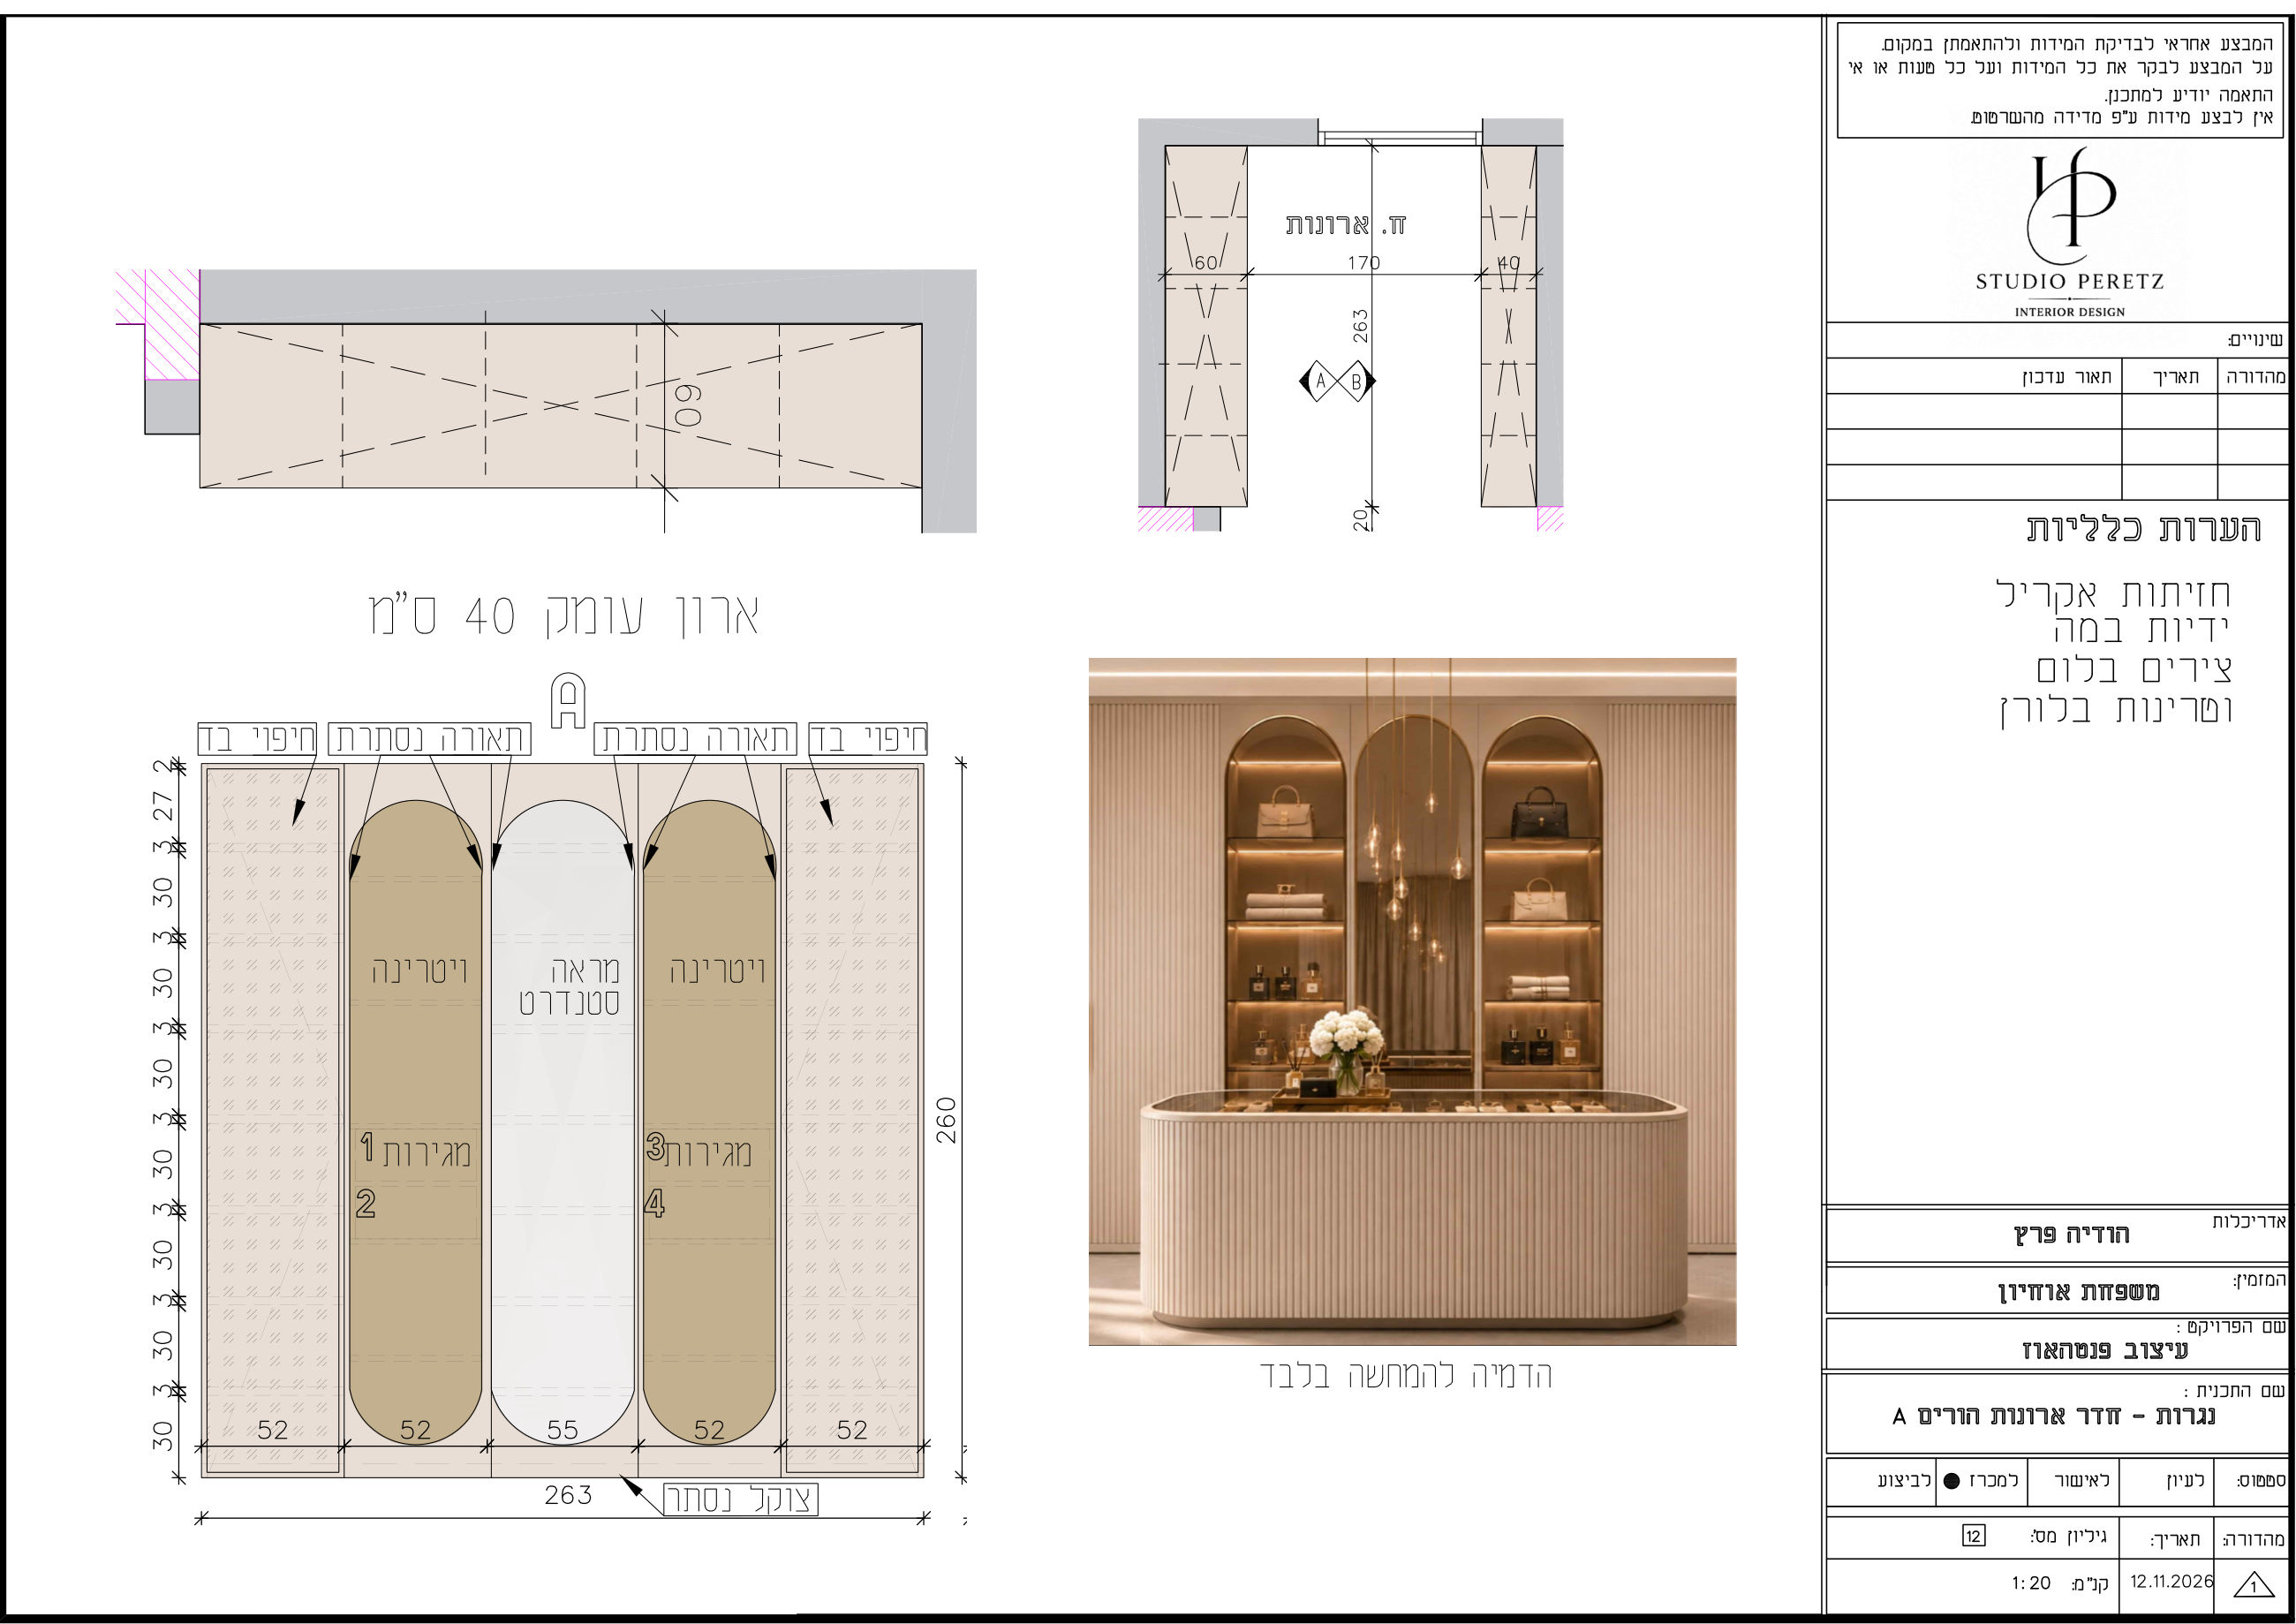 המבצע אחראי לבדיקת המידות ולהתאמתן במקום.
על המבצע לבקר את כל המידות ועל כל טעות או אי
התאמה יודיע למתכנן.
אין לבצע מידות ע"פ מדידה מהשרטוט
STUDIO PERETZ
INTERIOR DESIGN
שינויים:
מהדורה תאריך תאור עדכון
הערות כלליות
חזיתות אקריל
ידיות במה
צירים בלום
וטרינות בלורן
אדריכלות
הודיה פרץ
המזמין:
משפחת אוחיון
שם הפרויקט :
עיצוב פנטהאוז
שם התכנית :
נגרות - חדר ארונות הורים A
סטטוס: לעיון לאישור למכרז לביצוע
מהדורה: תאריך: גיליון מס': 12
1 12.11.2026 קנ"מ: 1:20
ח. ארונות
60 170 40
263
A B
20
60
ארון עומק 40 ס"מ
A
חיפוי בד תאורה נסתרת תאורה נסתרת חיפוי בד
2
27
3
30
3
30
3
30
3
30
3
30
3
30
3
30
ויטרינה מראה סטנדרט ויטרינה
מגירות 1 מגירות 3
2 4
260
52 52 55 52 52
263
צוקל נסתר
הדמיה להמחשה בלבד